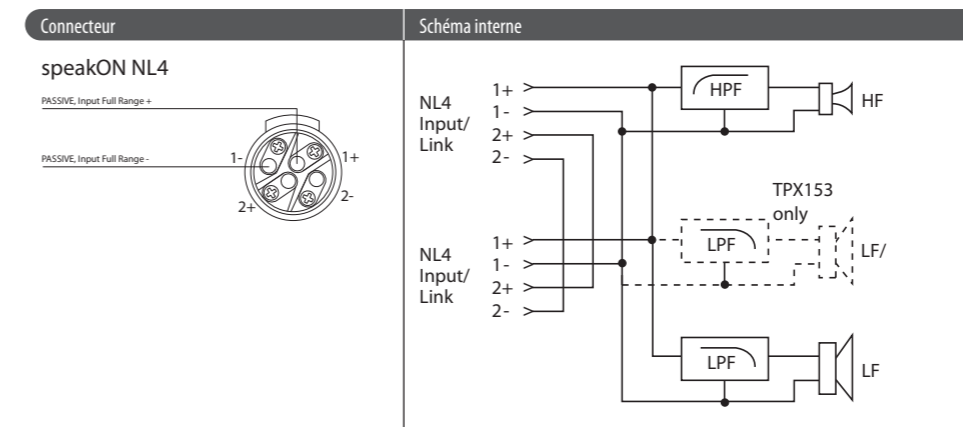 Connecteur
Schéma interne
speakON NL4
PASSIVE, Input Full Range +
PASSIVE, Input Full Range -
1-
1+
2+
2-
NL4
Input/
Link
1+
1-
2+
2-
HPF
HF
TPX153
only
NL4
Input/
Link
1+
1-
2+
2-
LPF
LF/
LPF
LF